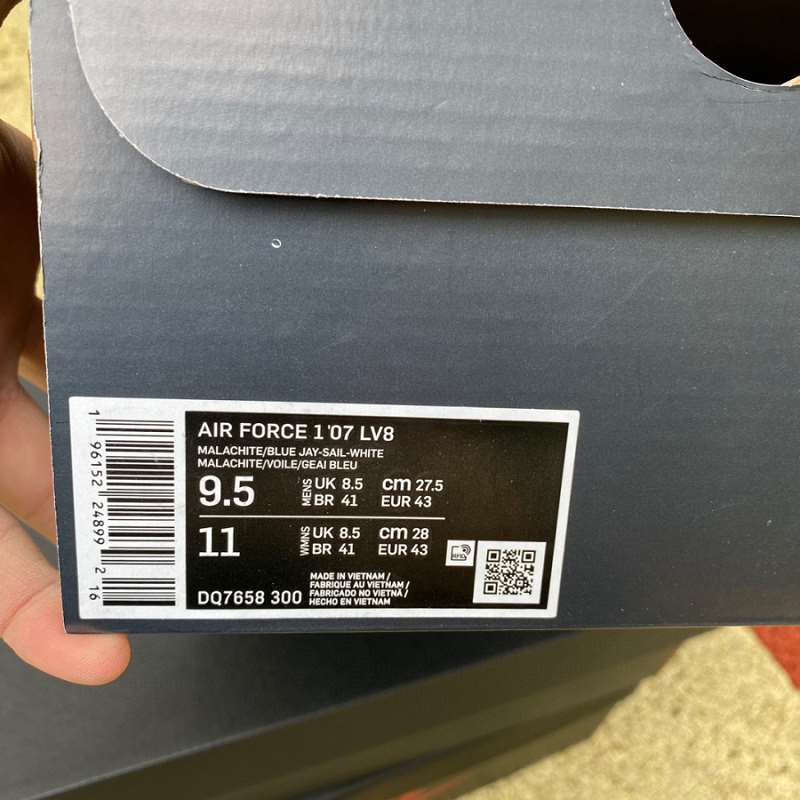 AIR FORCE 1 '07 LV8
MALACHITE/BLUE JAY-SAIL-WHITE
MALACHITE/VOILE/GEAI BLEU
9.5 MENS UK 8.5 cm 27.5
BR 41 EUR 43
11 WMNS UK 8.5 cm 28
BR 41 EUR 43
DQ7658 300
MADE IN VIETNAM /
FABRIQUE AU VIETNAM /
FABRICADO NO VIETNÃ /
HECHO EN VIETNAM
RFID
1 96152 24899 2 16